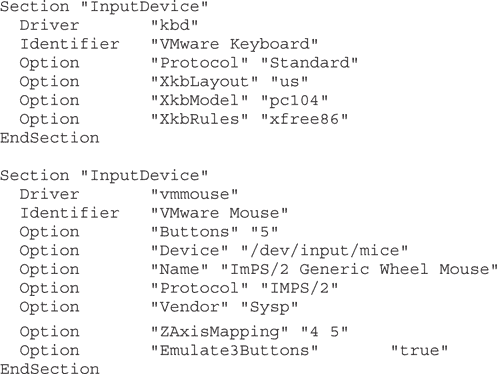 Section "InputDevice"
  Driver       "kbd"
  Identifier   "VMware Keyboard"
  Option       "Protocol" "Standard"
  Option       "XkbLayout" "us"
  Option       "XkbModel" "pc104"
  Option       "XkbRules" "xfree86"
EndSection

Section "InputDevice"
  Driver       "vmmouse"
  Identifier   "VMware Mouse"
  Option       "Buttons" "5"
  Option       "Device" "/dev/input/mice"
  Option       "Name" "ImPS/2 Generic Wheel Mouse"
  Option       "Protocol" "IMPS/2"
  Option       "Vendor" "Sysp"
  Option       "ZAxisMapping" "4 5"
  Option       "Emulate3Buttons"       "true"
EndSection